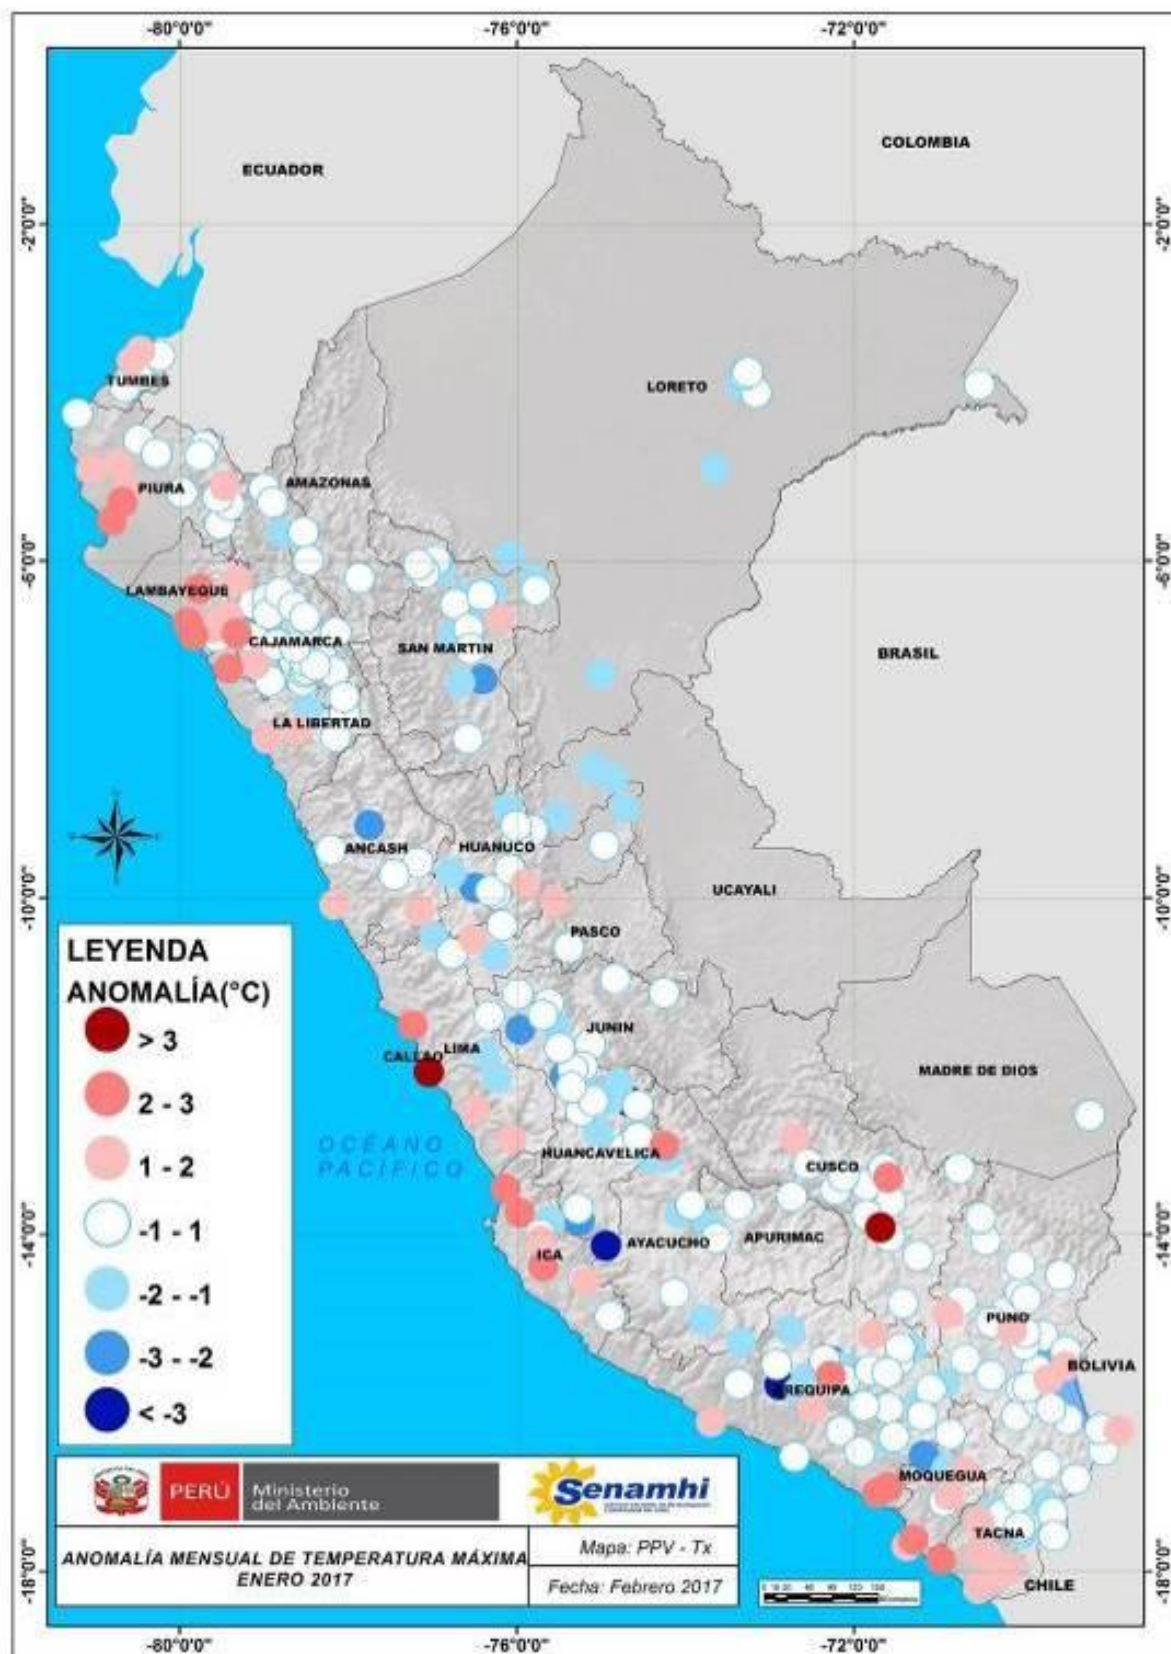 -80°0'0" -76°0'0" -72°0'0"
COLOMBIA
ECUADOR
-2°0'0" -2°0'0"
TUMBES
LORETO
AMAZONAS
PIURA
-6°0'0" -6°0'0"
LAMBAYEQUE
CAJAMARCA
SAN MARTIN
BRASIL
LA LIBERTAD
ANCASH
HUANUCO
UCAYALI
-10°0'0" -10°0'0"
PASCO
LEYENDA
ANOMALÍA(°C)
> 3
2 - 3
1 - 2
-1 - 1
-2 - -1
-3 - -2
< -3
JUNIN
CALLAO
LIMA
MADRE DE DIOS
OCÉANO
PACÍFICO
HUANCAVELICA
CUSCO
-14°0'0" -14°0'0"
ICA
AYACUCHO
APURIMAC
PUNO
BOLIVIA
AREQUIPA
MOQUEGUA
TACNA
CHILE
-18°0'0" -18°0'0"
PERÚ
Ministerio
del Ambiente
Senamhi
ANOMALÍA MENSUAL DE TEMPERATURA MÁXIMA
ENERO 2017
Mapa: PPV - Tx
Fecha: Febrero 2017
-80°0'0" -76°0'0" -72°0'0"